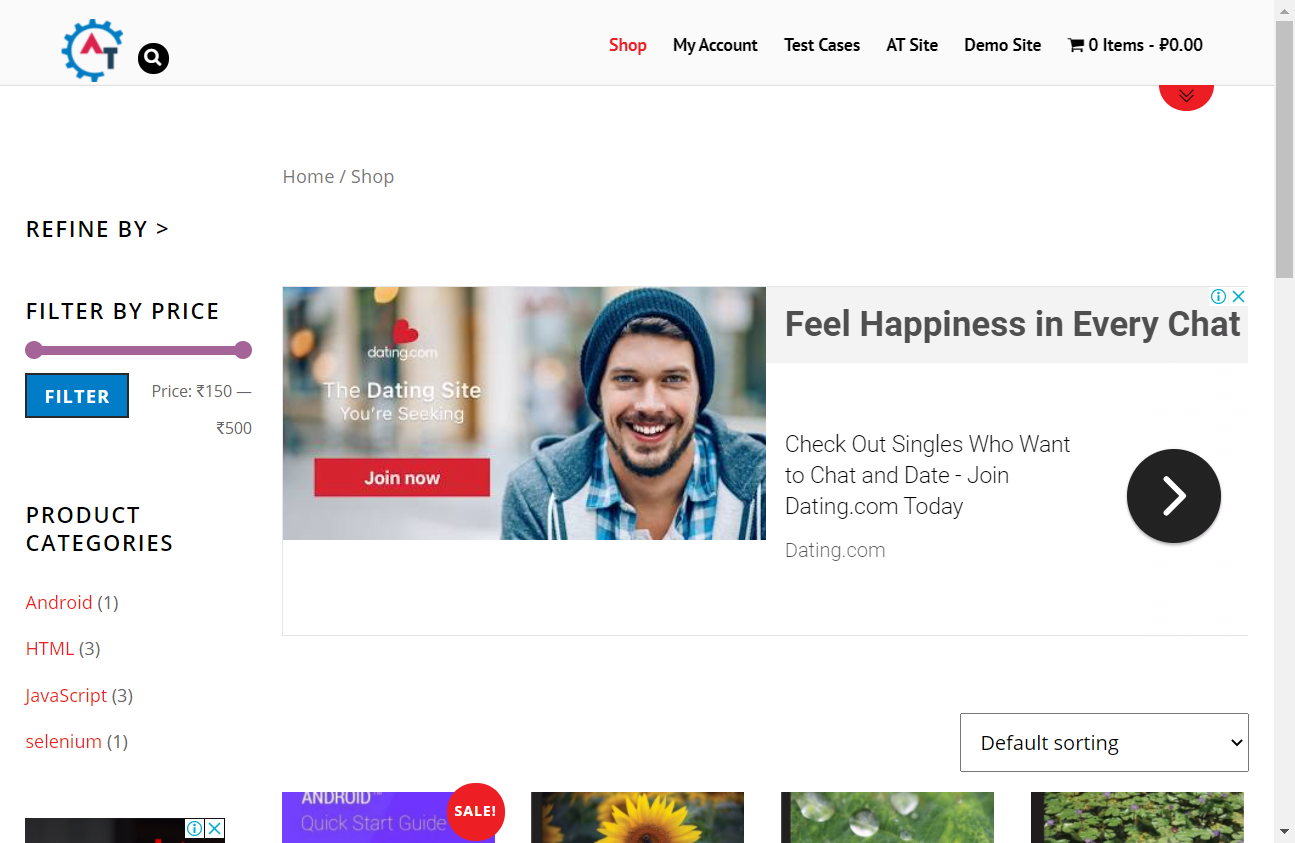 AT
Shop My Account Test Cases AT Site Demo Site 0 Items - ₽0.00
Home / Shop
REFINE BY >
FILTER BY PRICE
FILTER
Price: ₹150 —
₹500
dating.com
The Dating Site
You're Seeking
Join now
Feel Happiness in Every Chat
Check Out Singles Who Want
to Chat and Date - Join
Dating.com Today
Dating.com
PRODUCT
CATEGORIES
Android (1)
HTML (3)
JavaScript (3)
selenium (1)
Default sorting
ANDROID™
Quick Start Guide
SALE!